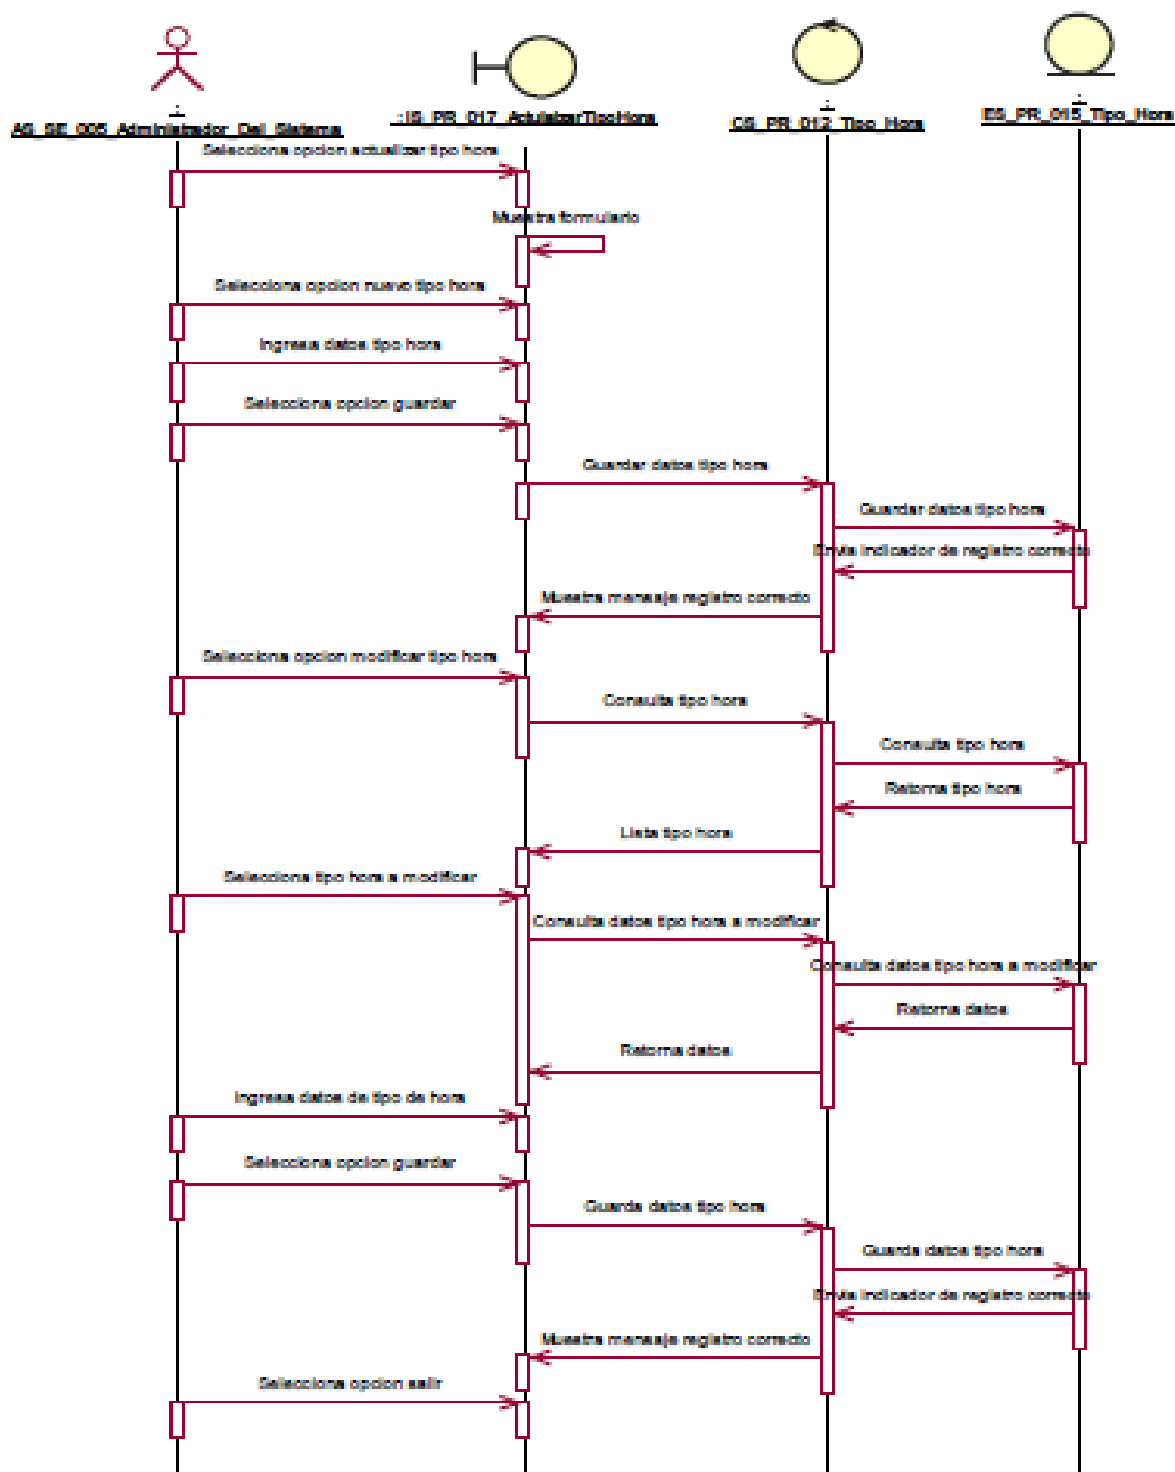 :
AS_SE_005_Administrador_Del_Sistema
: IS_PR_017_ActulaizarTipoHora
:
CS_PR_012_Tipo_Hora
:
ES_PR_015_Tipo_Hora
Selecciona opcion actualizar tipo hora
Muestra formulario
Selecciona opcion nuevo tipo hora
Ingresa datos tipo hora
Selecciona opcion guardar
Guardar datos tipo hora
Guardar datos tipo hora
Envia indicador de registro correcto
Muestra mensaje registro correcto
Selecciona opcion modificar tipo hora
Consulta tipo hora
Consulta tipo hora
Retorna tipo hora
Lista tipo hora
Selecciona tipo hora a modificar
Consulta datos tipo hora a modificar
Consulta datos tipo hora a modificar
Retorna datos
Retorna datos
Ingresa datos de tipo de hora
Selecciona opcion guardar
Guarda datos tipo hora
Guarda datos tipo hora
Envia indicador de registro correcto
Muestra mensaje registro correcto
Selecciona opcion salir